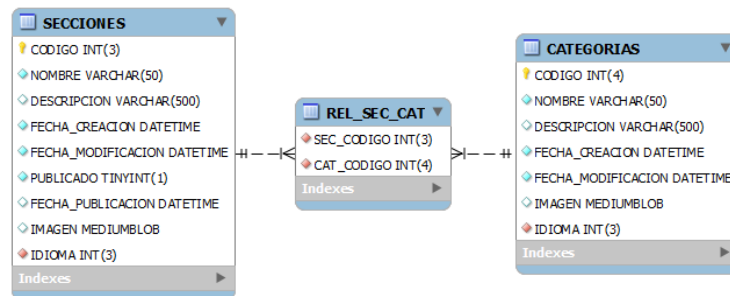 SECCIONES
CODIGO INT(3)
NOMBRE VARCHAR(50)
DESCRIPCION VARCHAR(500)
FECHA_CREACION DATETIME
FECHA_MODIFICACION DATETIME
PUBLICADO TINYINT(1)
FECHA_PUBLICACION DATETIME
IMAGEN MEDIUMBLOB
IDIOMA INT(3)
Indexes
REL_SEC_CAT
SEC_CODIGO INT(3)
CAT_CODIGO INT(4)
Indexes
CATEGORIAS
CODIGO INT(4)
NOMBRE VARCHAR(50)
DESCRIPCION VARCHAR(500)
FECHA_CREACION DATETIME
FECHA_MODIFICACION DATETIME
IMAGEN MEDIUMBLOB
IDIOMA INT(3)
Indexes